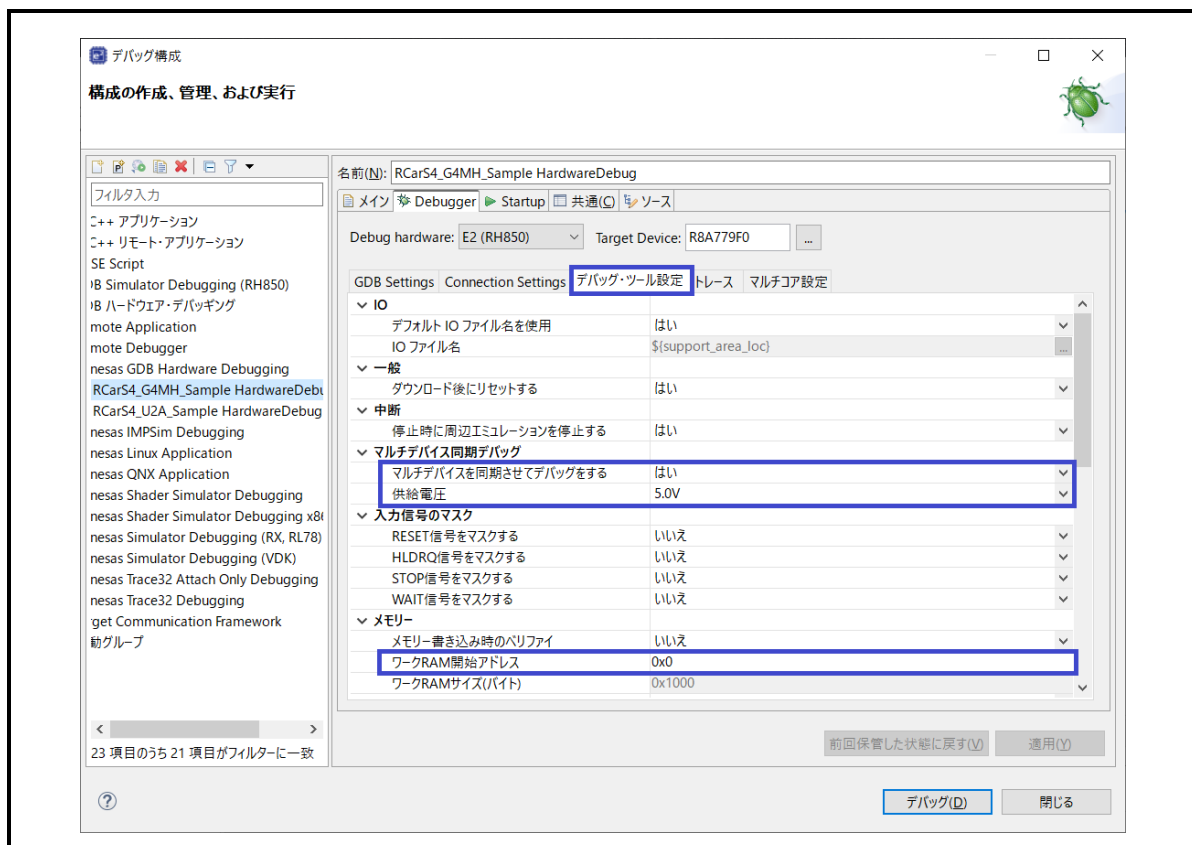 デバッグ構成
構成の作成、管理、および実行
フィルタ入力
C++ アプリケーション
C++ リモート・アプリケーション
SE Script
)B Simulator Debugging (RH850)
)B ハードウェア・デバッギング
mote Application
mote Debugger
nesas GDB Hardware Debugging
RCarS4_G4MH_Sample HardwareDebu
RCarS4_U2A_Sample HardwareDebug
nesas IMPSim Debugging
nesas Linux Application
nesas QNX Application
nesas Shader Simulator Debugging
nesas Shader Simulator Debugging x86
nesas Simulator Debugging (RX, RL78)
nesas Simulator Debugging (VDK)
nesas Trace32 Attach Only Debugging
nesas Trace32 Debugging
get Communication Framework
動グループ
23 項目のうち 21 項目がフィルターに一致
名前(N): RCarS4_G4MH_Sample HardwareDebug
メイン Debugger Startup 共通(C) ソース
Debug hardware: E2 (RH850) Target Device: R8A779F0 ...
GDB Settings Connection Settings デバッグ・ツール設定 トレース マルチコア設定
IO
デフォルト IO ファイル名を使用 はい
IO ファイル名 ${support_area_loc} ...
一般
ダウンロード後にリセットする はい
中断
停止時に周辺エミュレーションを停止する はい
マルチデバイス同期デバッグ
マルチデバイスを同期させてデバッグをする はい
供給電圧 5.0V
入力信号のマスク
RESET信号をマスクする いいえ
HLDRQ信号をマスクする いいえ
STOP信号をマスクする いいえ
WAIT信号をマスクする いいえ
メモリー
メモリー書き込み時のベリファイ いいえ
ワークRAM開始アドレス 0x0
ワークRAMサイズ(バイト) 0x1000
前回保管した状態に戻す(V) 適用(Y)
デバッグ(D) 閉じる